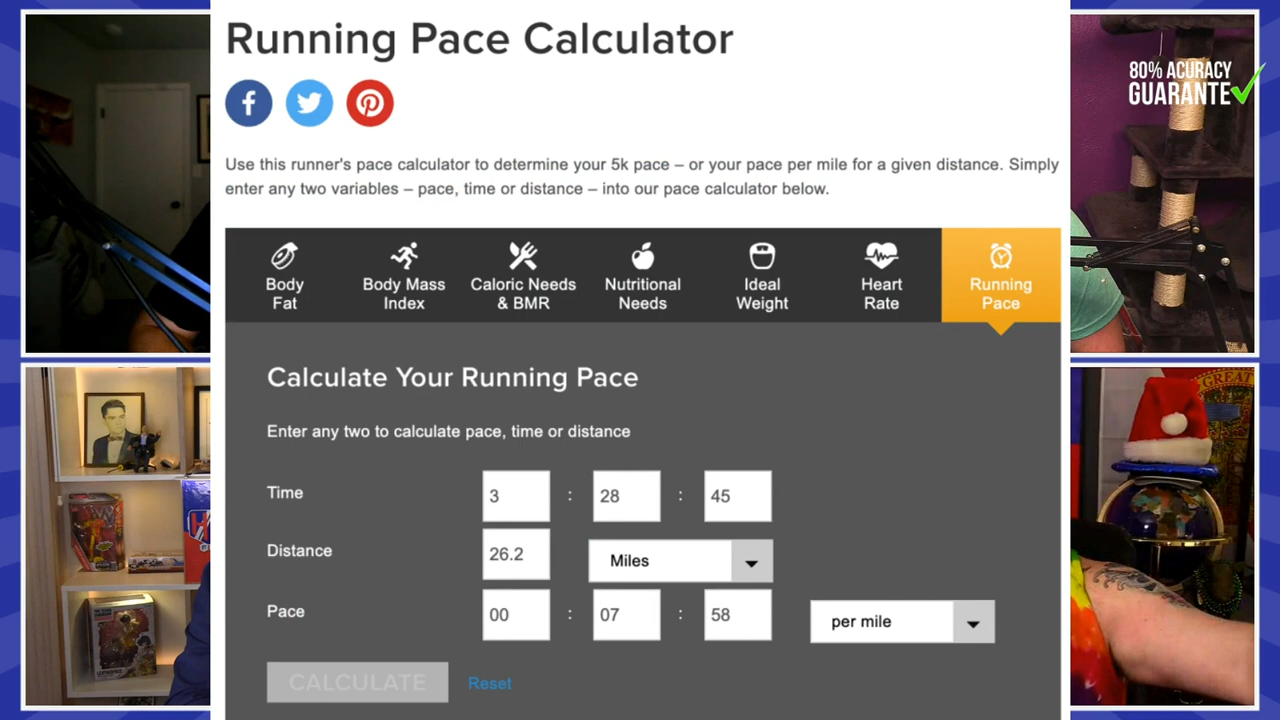 Running Pace Calculator
80% ACURACY
GUARANTE
Use this runner's pace calculator to determine your 5k pace – or your pace per mile for a given distance. Simply
enter any two variables – pace, time or distance – into our pace calculator below.
Body Fat
Body Mass Index
Caloric Needs & BMR
Nutritional Needs
Ideal Weight
Heart Rate
Running Pace
Calculate Your Running Pace
Enter any two to calculate pace, time or distance
Time 3 : 28 : 45
Distance 26.2 Miles
Pace 00 : 07 : 58 per mile
CALCULATE Reset
GREAT